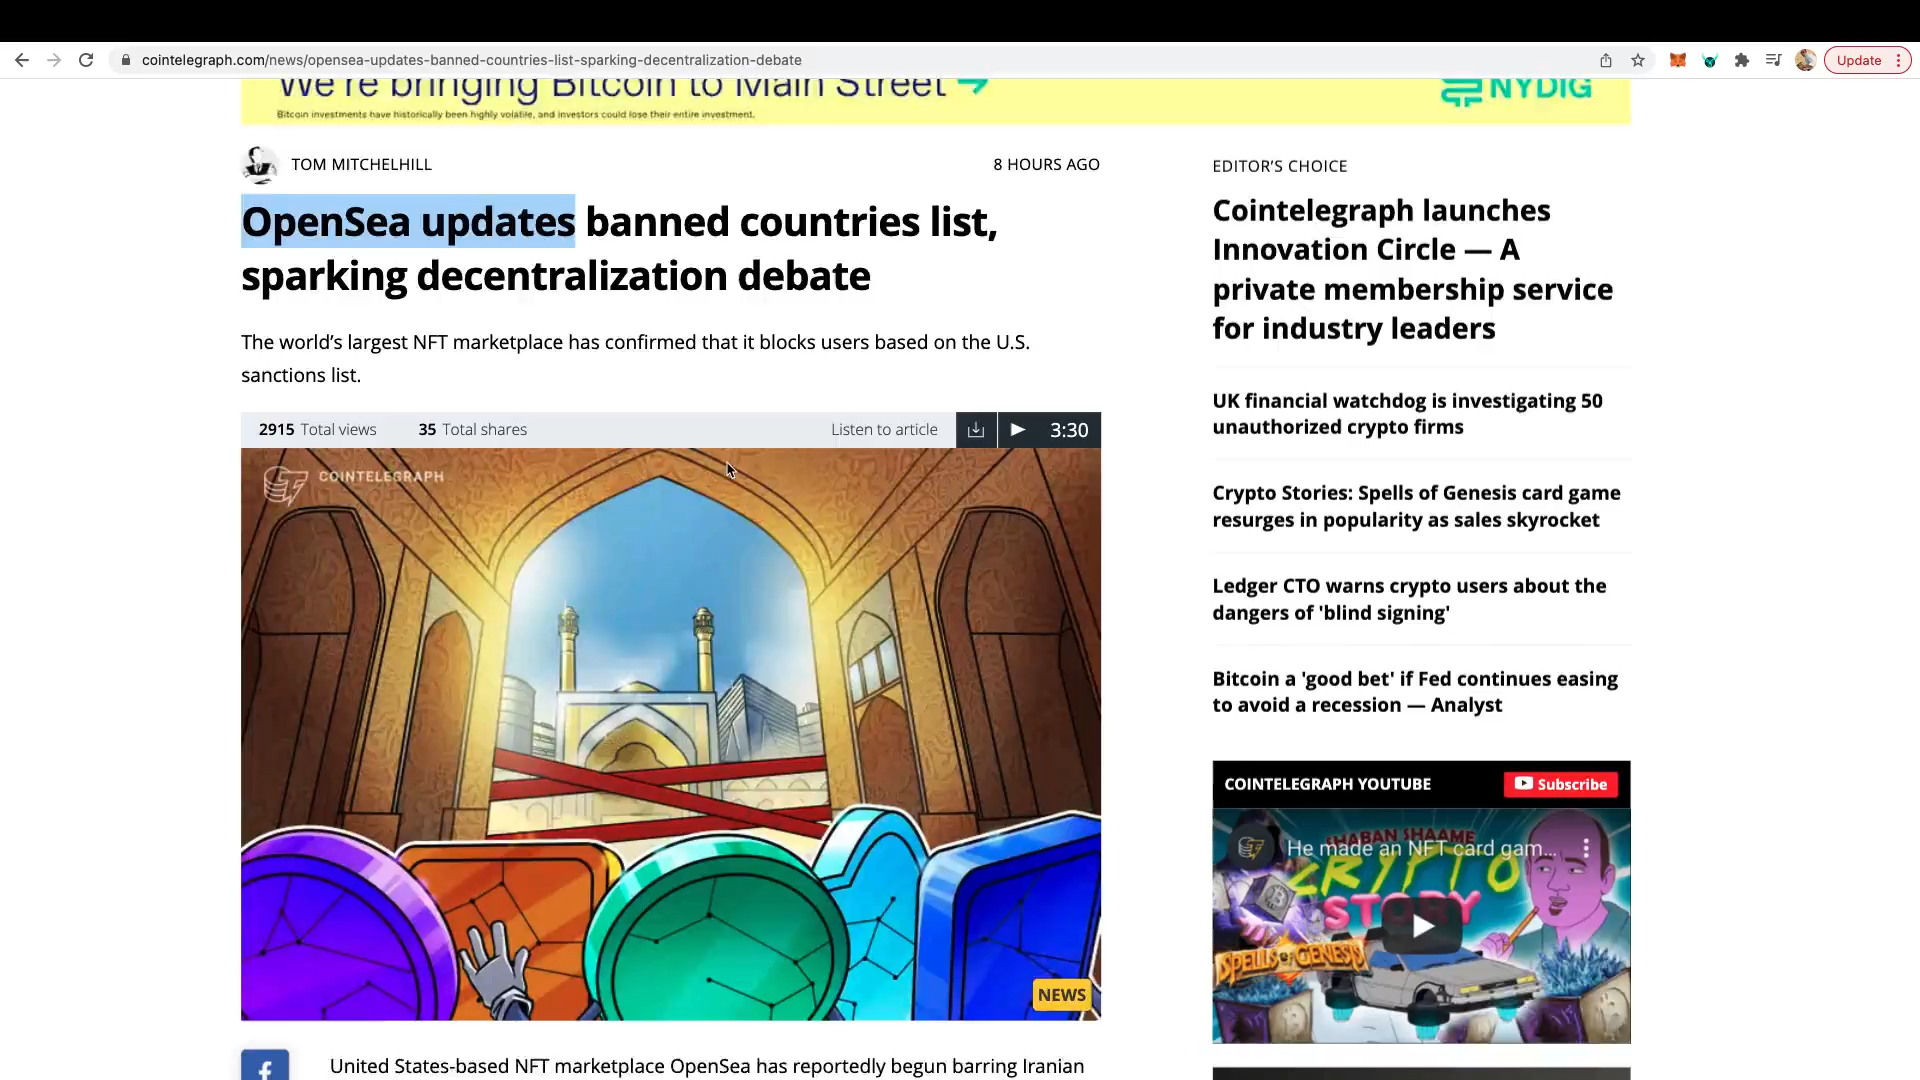 cointelegraph.com/news/opensea-updates-banned-countries-list-sparking-decentralization-debate
Update
We're bringing Bitcoin to Main Street →
NYDIG
Bitcoin investments have historically been highly volatile, and investors could lose their entire investment.
TOM MITCHELHILL
8 HOURS AGO
OpenSea updates banned countries list,
sparking decentralization debate
The world's largest NFT marketplace has confirmed that it blocks users based on the U.S.
sanctions list.
2915 Total views
35 Total shares
Listen to article
3:30
COINTELEGRAPH
NEWS
United States-based NFT marketplace OpenSea has reportedly begun barring Iranian
EDITOR'S CHOICE
Cointelegraph launches
Innovation Circle — A
private membership service
for industry leaders
UK financial watchdog is investigating 50
unauthorized crypto firms
Crypto Stories: Spells of Genesis card game
resurges in popularity as sales skyrocket
Ledger CTO warns crypto users about the
dangers of 'blind signing'
Bitcoin a 'good bet' if Fed continues easing
to avoid a recession — Analyst
COINTELEGRAPH YOUTUBE
Subscribe
SHABAN SHAAME
He made an NFT card gam...
CRYPTO
STORY
SPELLS OF GENESIS